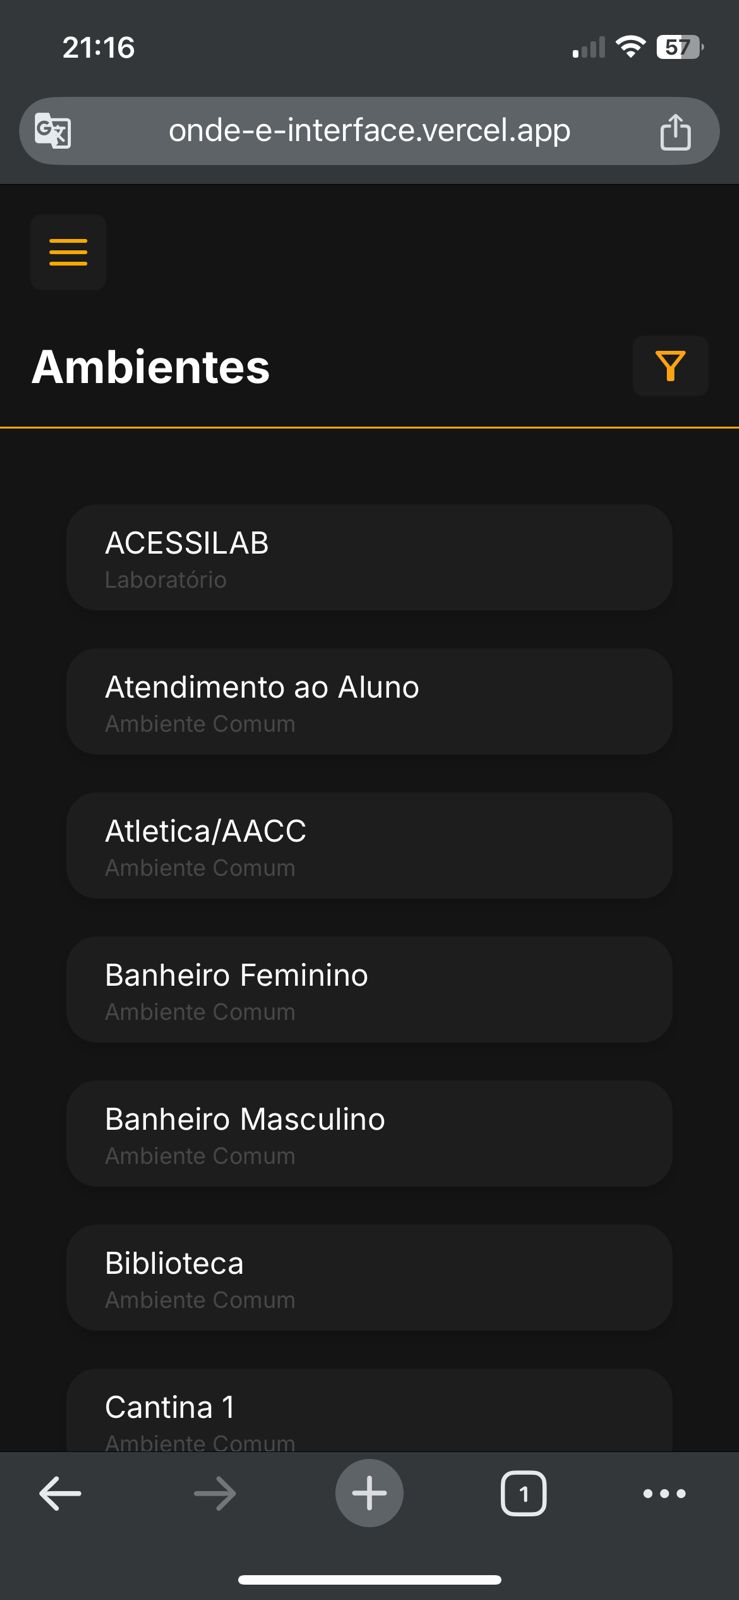 21:16
57
onde-e-interface.vercel.app
Ambientes
ACESSILAB
Laboratório
Atendimento ao Aluno
Ambiente Comum
Atletica/AACC
Ambiente Comum
Banheiro Feminino
Ambiente Comum
Banheiro Masculino
Ambiente Comum
Biblioteca
Ambiente Comum
Cantina 1
Ambiente Comum
1